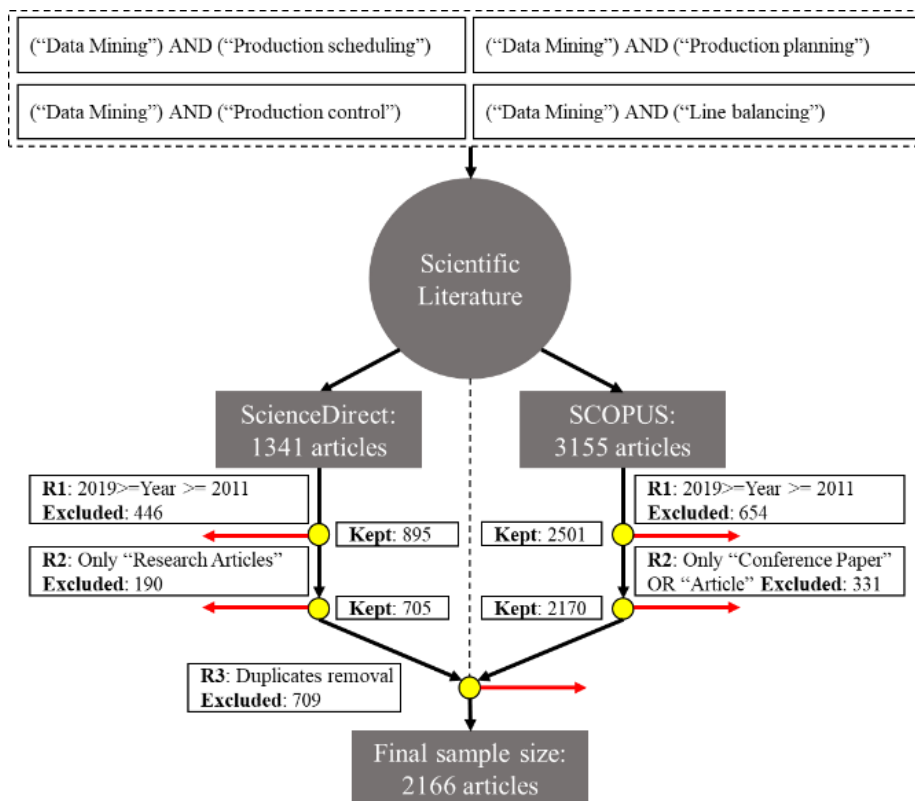 (“Data Mining”) AND (“Production scheduling”)
(“Data Mining”) AND (“Production planning”)
(“Data Mining”) AND (“Production control”)
(“Data Mining”) AND (“Line balancing”)
Scientific
Literature
ScienceDirect:
1341 articles
SCOPUS:
3155 articles
R1: 2019>=Year >= 2011
Excluded: 446
R1: 2019>=Year >= 2011
Excluded: 654
Kept: 895
Kept: 2501
R2: Only “Research Articles”
Excluded: 190
R2: Only “Conference Paper”
OR “Article” Excluded: 331
Kept: 705
Kept: 2170
R3: Duplicates removal
Excluded: 709
Final sample size:
2166 articles